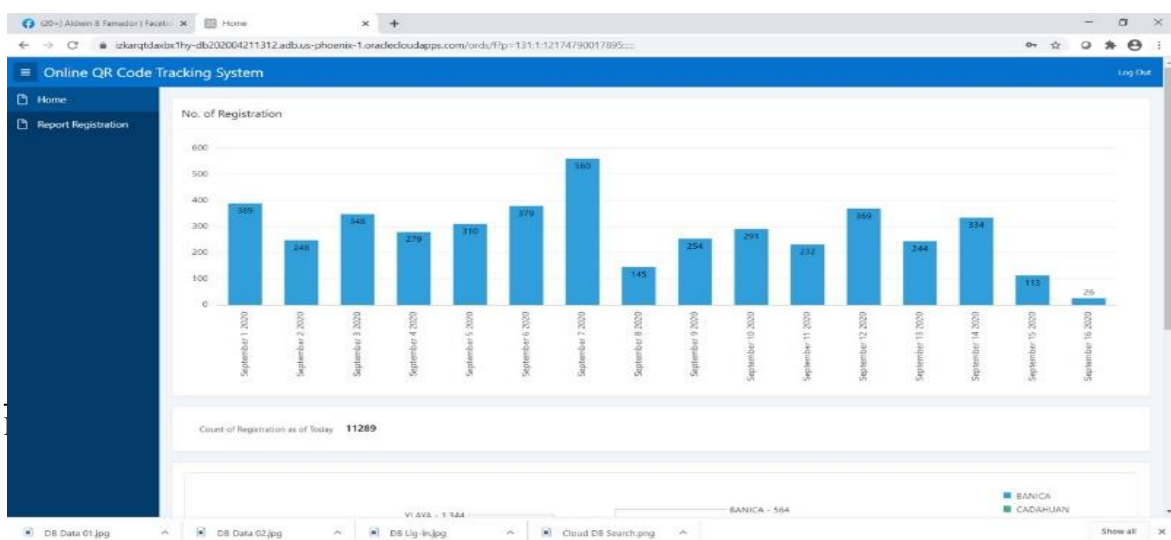 (20+) Aldwin B Famador | Facebo
Home
izkarqtdaxbx1hy-db202004211312.adb.us-phoenix-1.oraclecloudapps.com/ords/f?p=131:1:12174790017895:::::
Online QR Code Tracking System
Log Out
Home
Report Registration
No. of Registration
600
500
400
300
200
100
0
389
248
348
279
310
379
560
145
254
291
232
369
244
334
113
26
September 1 2020
September 2 2020
September 3 2020
September 4 2020
September 5 2020
September 6 2020
September 7 2020
September 8 2020
September 9 2020
September 10 2020
September 11 2020
September 12 2020
September 13 2020
September 14 2020
September 15 2020
September 16 2020
Count of Registration as of Today 11289
YLAYA - 1,344
BANICA - 564
BANICA
CADAHUAN
DB Data 01.jpg
DB Data 02.jpg
DB Lig-in.jpg
Cloud DB Search.png
Show all